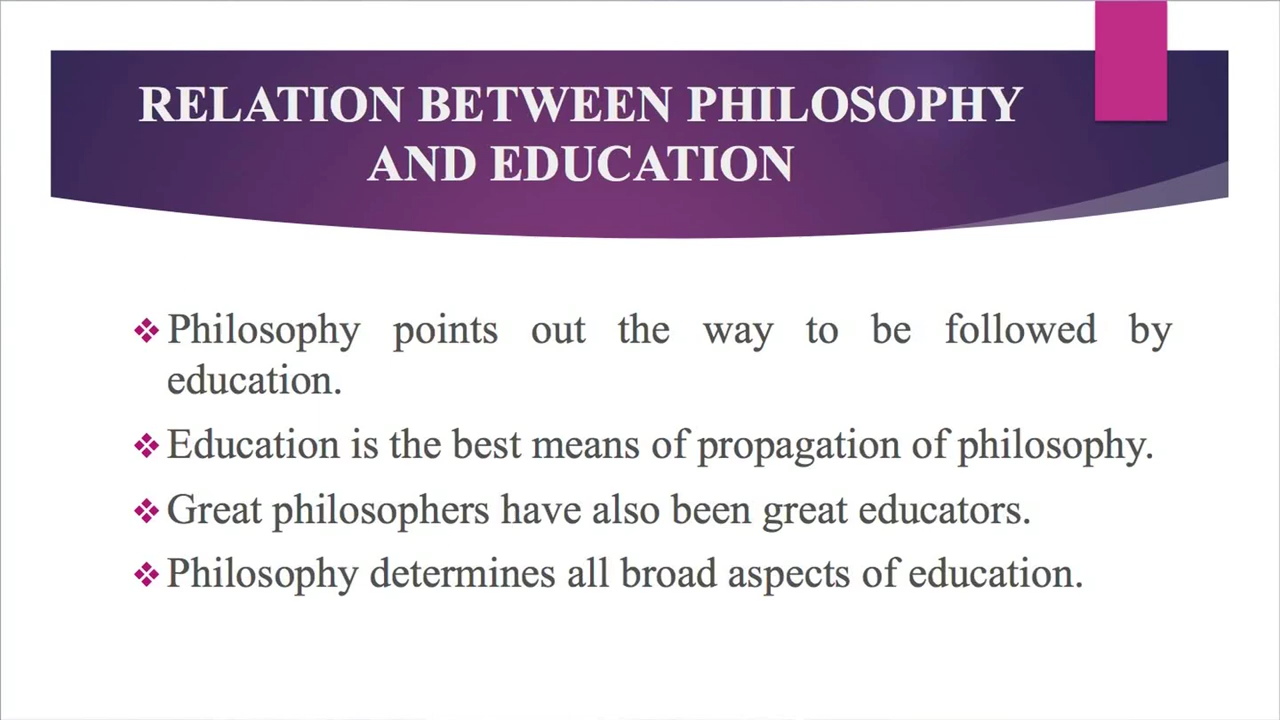 RELATION BETWEEN PHILOSOPHY
AND EDUCATION
❖ Philosophy points out the way to be followed by
education.
❖ Education is the best means of propagation of philosophy.
❖ Great philosophers have also been great educators.
❖ Philosophy determines all broad aspects of education.